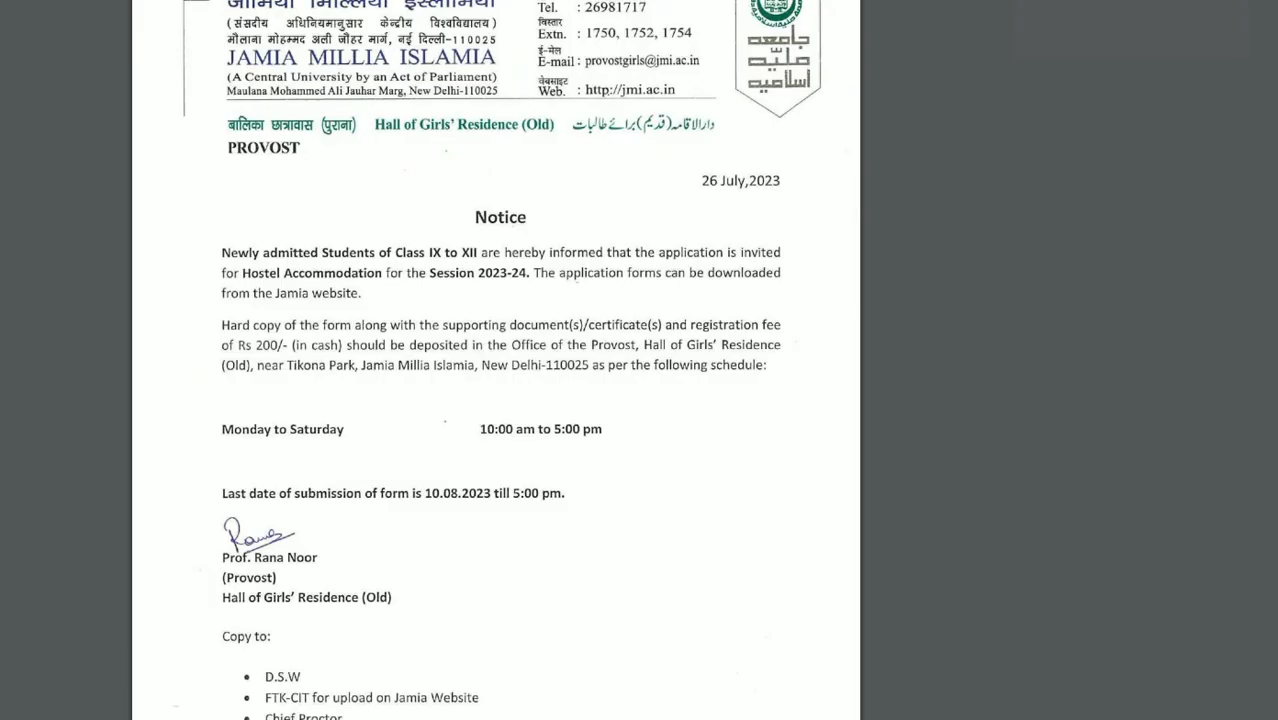 जामिया मिल्लिया इस्लामिया
(संसदीय अधिनियमानुसार केन्द्रीय विश्वविद्यालय)
मौलाना मोहम्मद अली जौहर मार्ग, नई दिल्ली-110025
JAMIA MILLIA ISLAMIA
(A Central University by an Act of Parliament)
Maulana Mohammed Ali Jauhar Marg, New Delhi-110025
Tel. : 26981717
विस्तार
Extn. : 1750, 1752, 1754
ई-मेल
E-mail : provostgirls@jmi.ac.in
वेबसाइट
Web. : http://jmi.ac.in
جامعه
ملیّه
اسلامیه
बालिका छात्रावास (पुराना) Hall of Girls' Residence (Old) دارالاقامہ (قدیم) برائے طالبات
PROVOST
26 July,2023
Notice
Newly admitted Students of Class IX to XII are hereby informed that the application is invited
for Hostel Accommodation for the Session 2023-24. The application forms can be downloaded
from the Jamia website.
Hard copy of the form along with the supporting document(s)/certificate(s) and registration fee
of Rs 200/- (in cash) should be deposited in the Office of the Provost, Hall of Girls' Residence
(Old), near Tikona Park, Jamia Millia Islamia, New Delhi-110025 as per the following schedule:
Monday to Saturday 10:00 am to 5:00 pm
Last date of submission of form is 10.08.2023 till 5:00 pm.
Prof. Rana Noor
(Provost)
Hall of Girls' Residence (Old)
Copy to:
• D.S.W
• FTK-CIT for upload on Jamia Website
• Chief Proctor